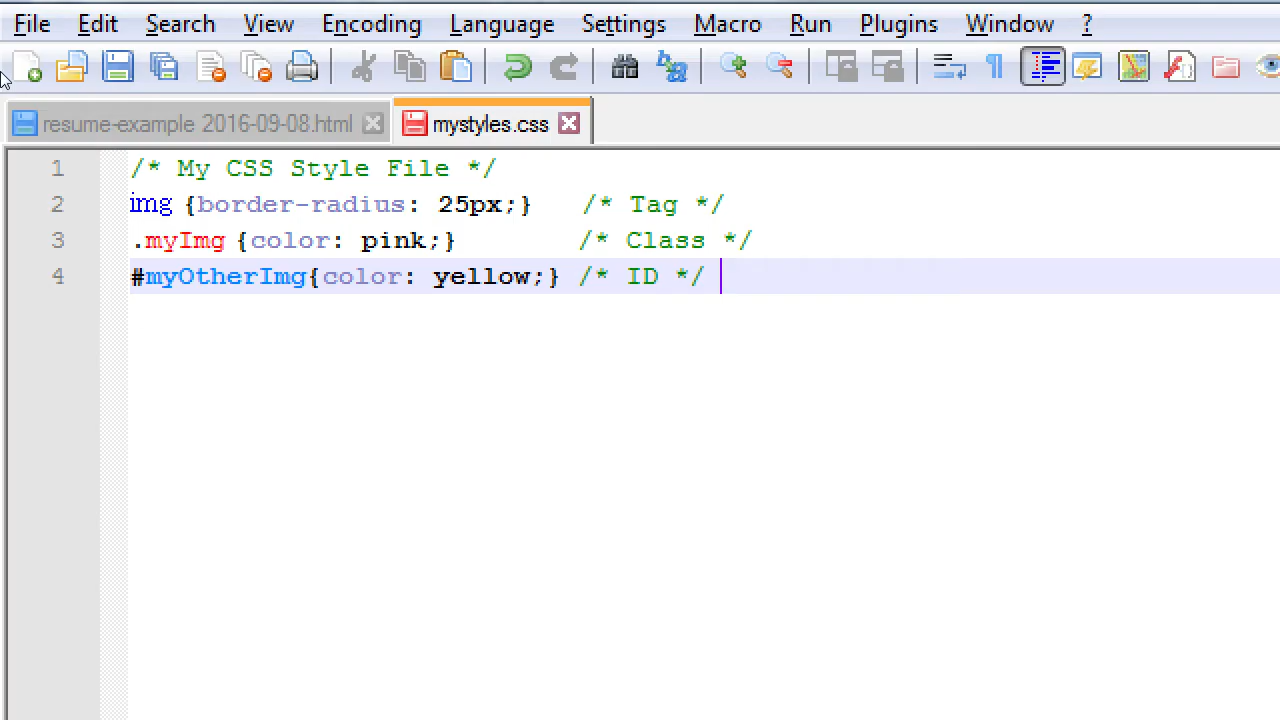 File Edit Search View Encoding Language Settings Macro Run Plugins Window ?
resume-example 2016-09-08.html mystyles.css
1 /* My CSS Style File */
2 img {border-radius: 25px;} /* Tag */
3 .myImg {color: pink;} /* Class */
4 #myOtherImg{color: yellow;} /* ID */